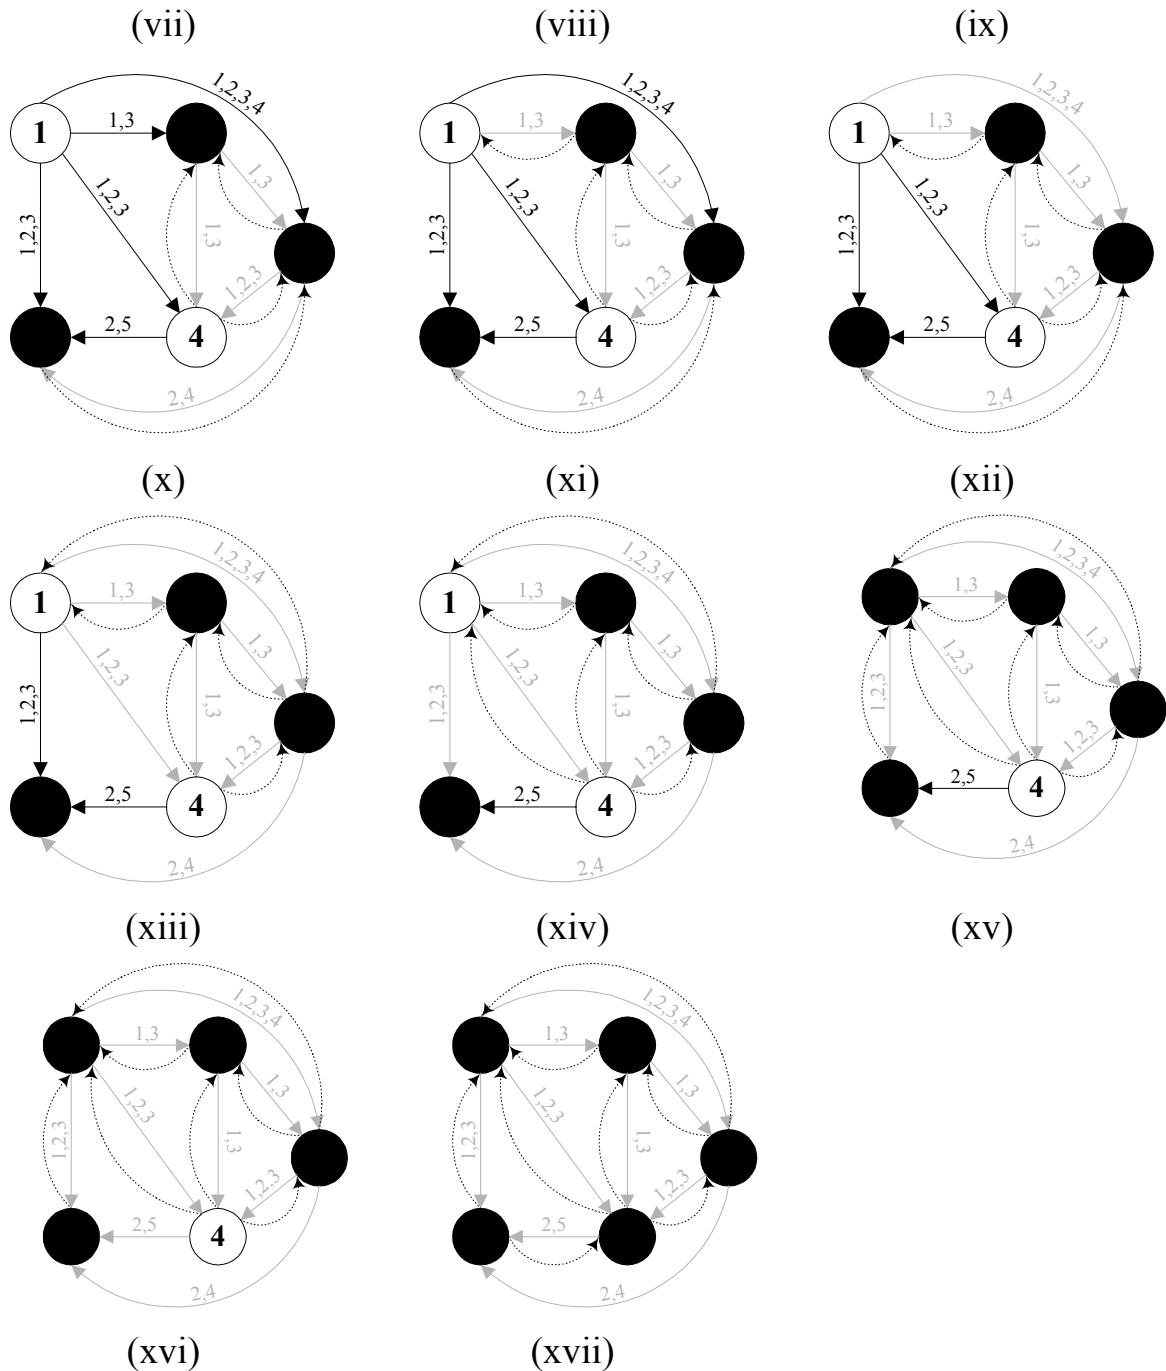 (vii) (viii) (ix)
1,2,3,4 1,2,3,4 1,2,3,4
1 1,3 1 1,3 1 1,3
1,3 1,3 1,3
1,2,3 1,2,3 1,2,3 1,2,3 1,2,3 1,2,3
1,3 1,3 1,3
1,2,3 1,2,3 1,2,3
2,5 4 2,5 4 2,5 4
2,4 2,4 2,4
(x) (xi) (xii)
1,2,3,4 1,2,3,4 1,2,3,4
1 1,3 1 1,3 1,3
1,3 1,3 1,3
1,2,3 1,2,3 1,2,3 1,2,3 1,2,3 1,2,3
1,3 1,3 1,3
1,2,3 1,2,3 1,2,3
2,5 4 2,5 4 2,5 4
2,4 2,4 2,4
(xiii) (xiv) (xv)
1,2,3,4 1,2,3,4
1,3 1,3
1,3 1,3
1,2,3 1,2,3 1,2,3 1,2,3
1,3 1,3
1,2,3 1,2,3
2,5 4 2,5
2,4 2,4
(xvi) (xvii)